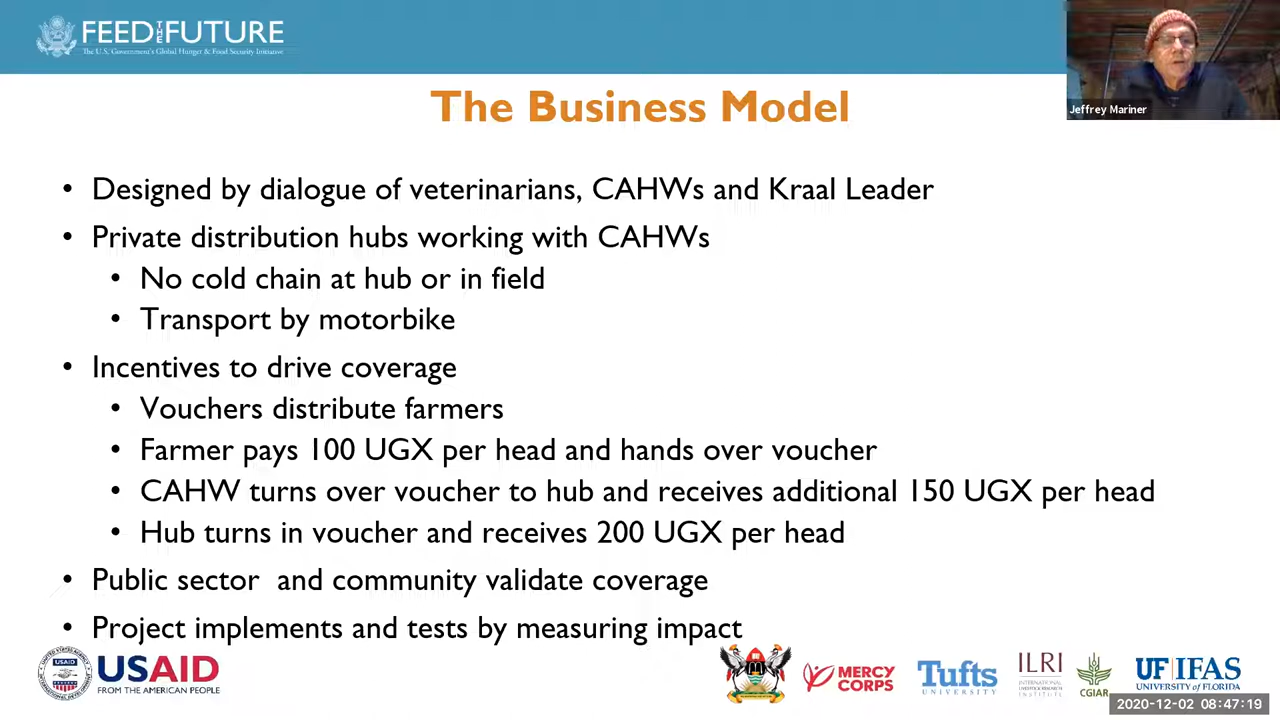 FEED THE FUTURE
The U.S. Government's Global Hunger & Food Security Initiative
Jeffrey Mariner
The Business Model
• Designed by dialogue of veterinarians, CAHWs and Kraal Leader
• Private distribution hubs working with CAHWs
• No cold chain at hub or in field
• Transport by motorbike
• Incentives to drive coverage
• Vouchers distribute farmers
• Farmer pays 100 UGX per head and hands over voucher
• CAHW turns over voucher to hub and receives additional 150 UGX per head
• Hub turns in voucher and receives 200 UGX per head
• Public sector  and community validate coverage
• Project implements and tests by measuring impact
USAID
USAID
FROM THE AMERICAN PEOPLE
MERCY
CORPS
Tufts
UNIVERSITY
ILRI
INTERNATIONAL
LIVESTOCK RESEARCH
INSTITUTE
CGIAR
UF|IFAS
UNIVERSITY of FLORIDA
2020-12-02 08:47:19